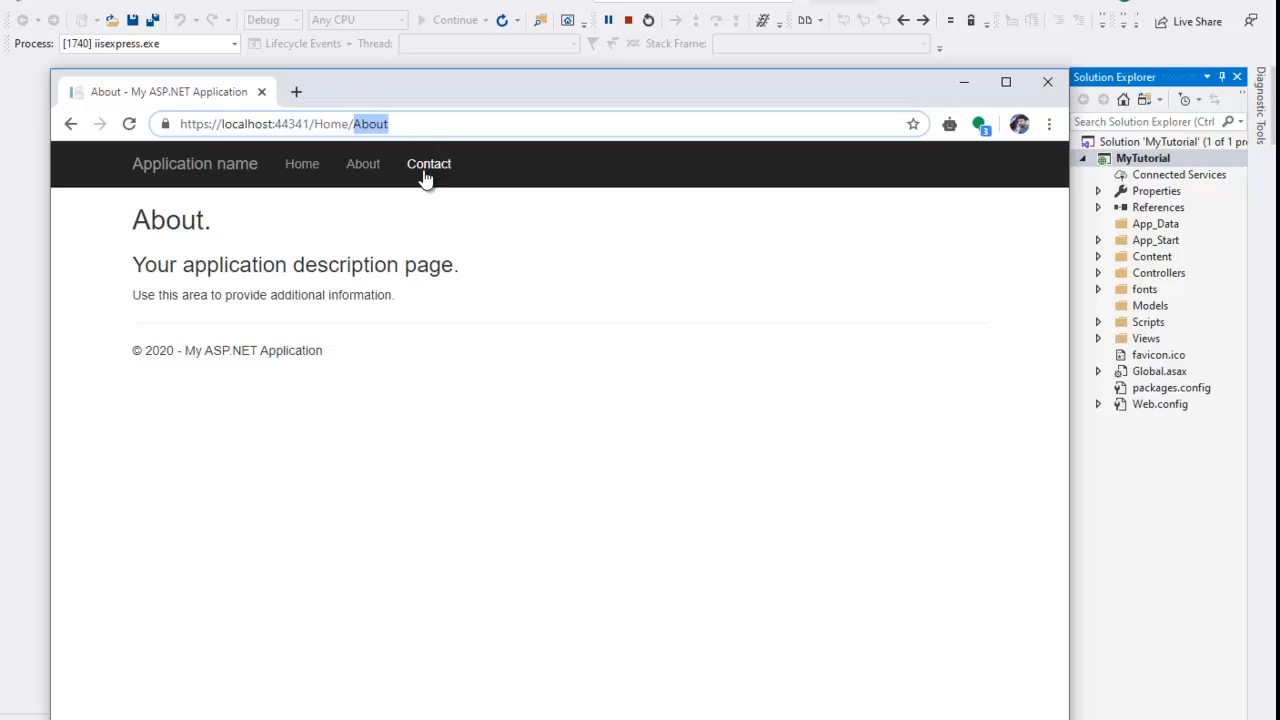 Debug Any CPU Continue DD Live Share
Process: [1740] iisexpress.exe Lifecycle Events Thread: Stack Frame:
About - My ASP.NET Application
https://localhost:44341/Home/About
3
Application name Home About Contact
About.
Your application description page.
Use this area to provide additional information.
© 2020 - My ASP.NET Application
Solution Explorer
Search Solution Explorer (Ctrl
Solution 'MyTutorial' (1 of 1 pr
MyTutorial
Connected Services
Properties
References
App_Data
App_Start
Content
Controllers
fonts
Models
Scripts
Views
favicon.ico
Global.asax
packages.config
Web.config
Diagnostic Tools